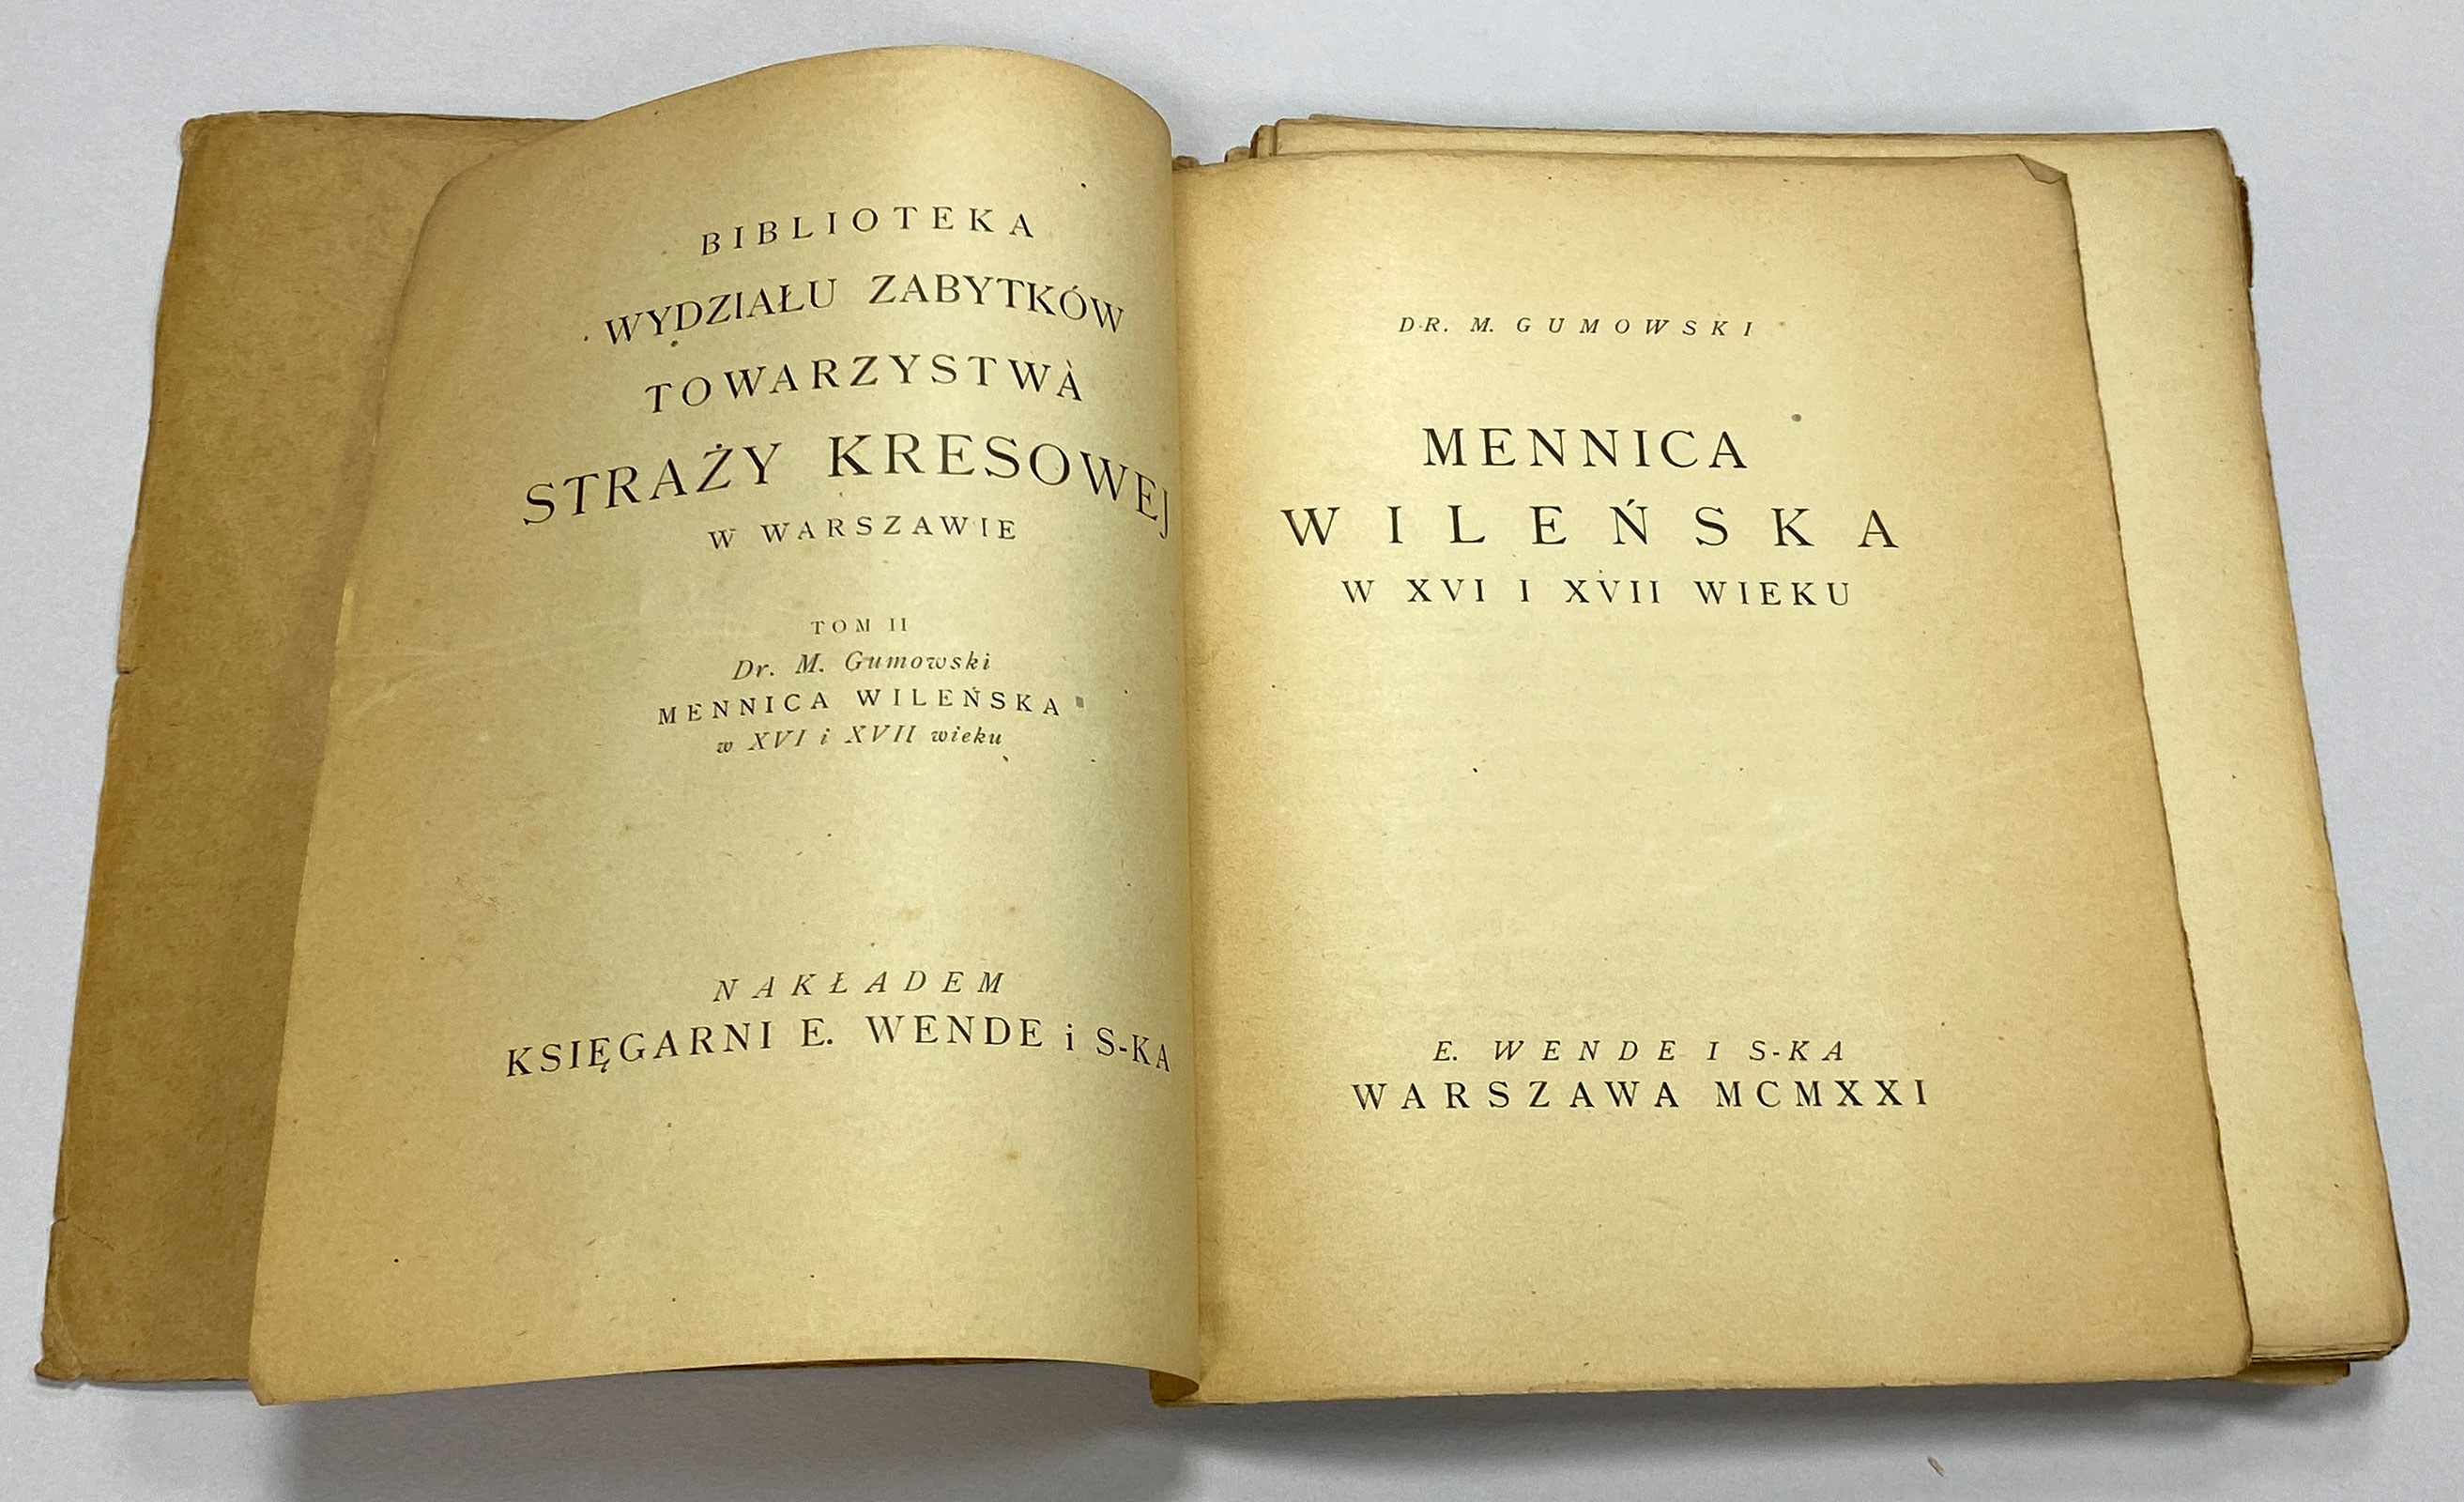 BIBLIOTEKA
WYDZIAŁU ZABYTKÓW
TOWARZYSTWA
STRAŻY KRESOWEJ
W WARSZAWIE
TOM II
Dr. M. Gumowski
MENNICA WILEŃSKA
w XVI i XVII wieku
NAKŁADEM
KSIĘGARNI E. WENDE i S-KA
DR. M. GUMOWSKI
MENNICA
WILEŃSKA
W XVI I XVII WIEKU
E. WENDE I S-KA
WARSZAWA MCMXXI